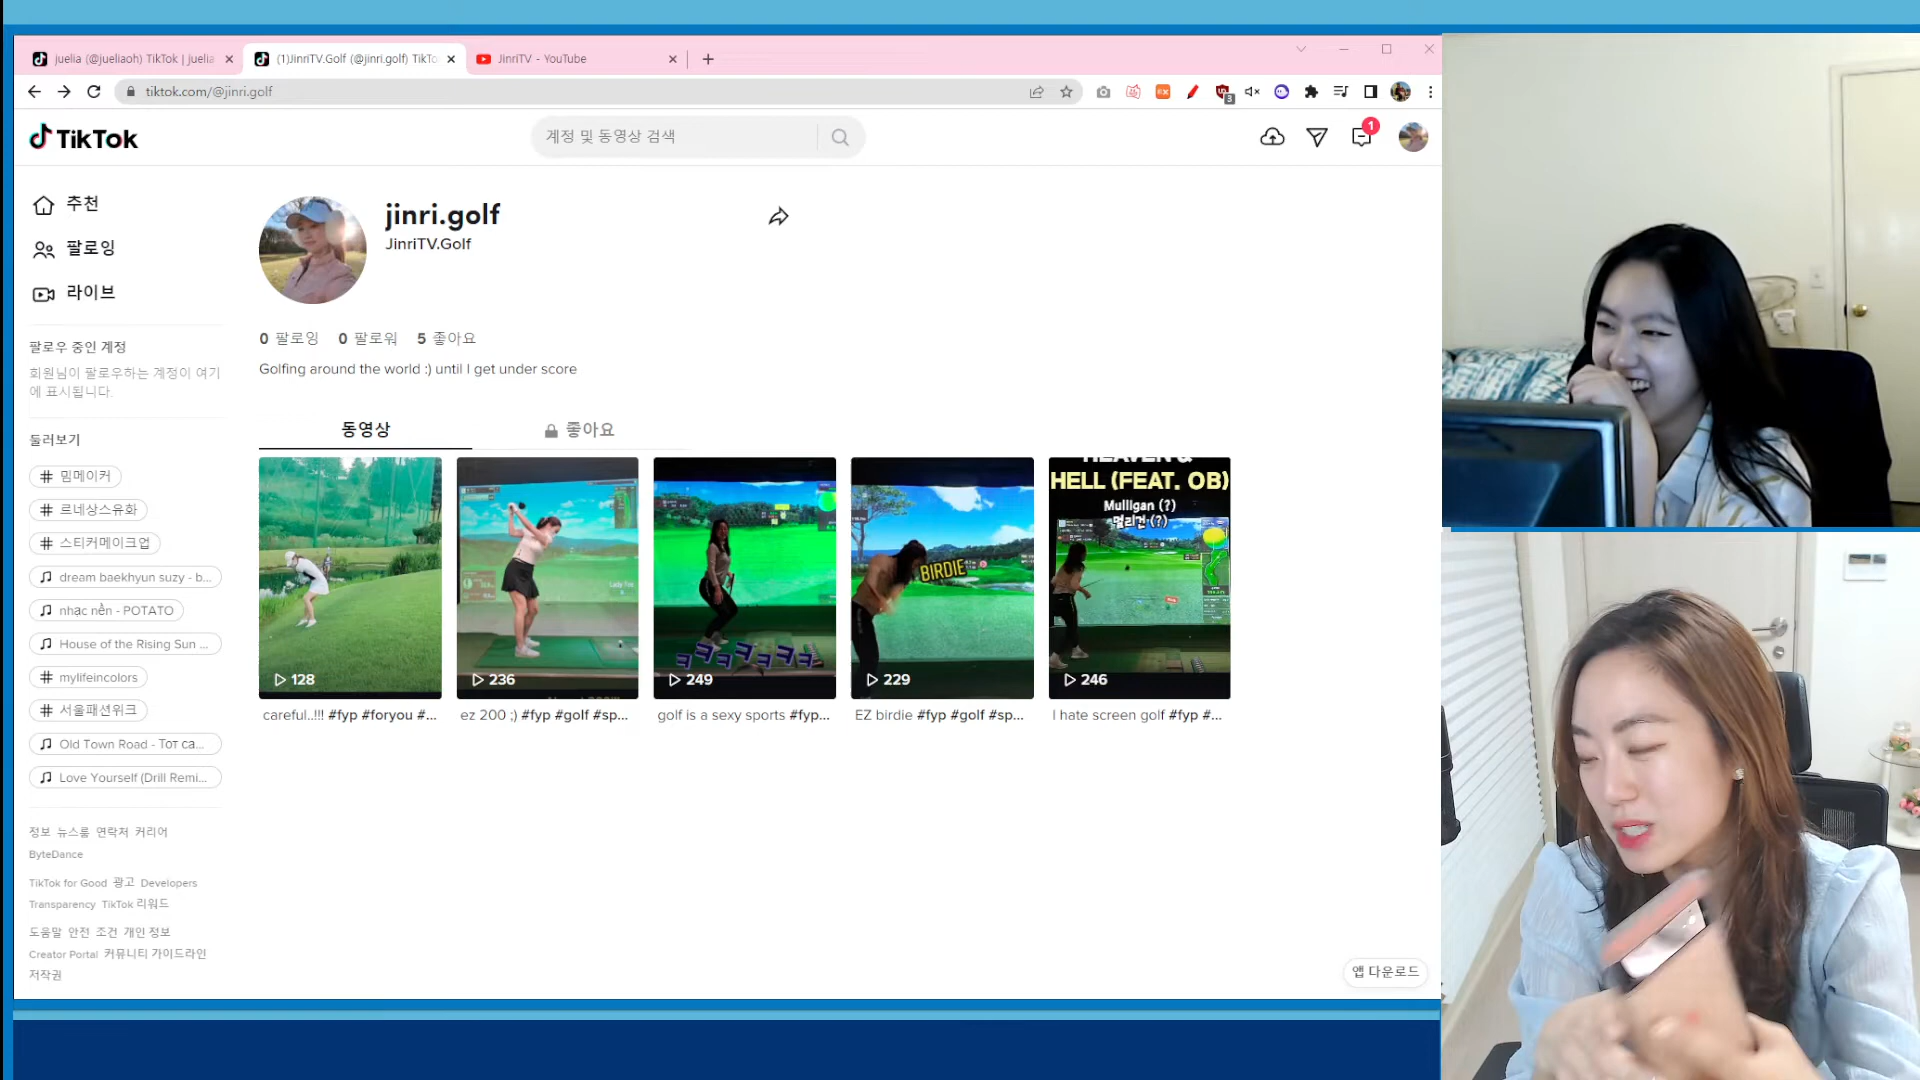 juelia (@jueliaoh) TikTok | juelia
(1)JinriTV.Golf (@jinri.golf) TikTo
JinriTV - YouTube
tiktok.com/@jinri.golf
3
TikTok
계정 및 동영상 검색
1
추천
팔로잉
라이브
팔로우 중인 계정
회원님이 팔로우하는 계정이 여기
에 표시됩니다.
둘러보기
# 밈메이커
# 르네상스유화
# 스티커메이크업
dream baekhyun suzy - b...
nhạc nền - POTATO
House of the Rising Sun ...
# mylifeincolors
# 서울패션위크
Old Town Road - Тот са...
Love Yourself (Drill Remi...
정보 뉴스룸 연락처 커리어
ByteDance
TikTok for Good 광고 Developers
Transparency TikTok 리워드
도움말 안전 조건 개인 정보
Creator Portal 커뮤니티 가이드라인
저작권
jinri.golf
JinriTV.Golf
0 팔로잉 0 팔로워 5 좋아요
Golfing around the world :) until I get under score
동영상
좋아요
128
careful..!!! #fyp #foryou #...
236
ez 200 ;) #fyp #golf #sp...
ㅋㅋㅋㅋㅋㅋ
249
golf is a sexy sports #fyp...
BIRDIE
229
EZ birdie #fyp #golf #sp...
HEAVEN &
HELL (FEAT. OB)
Mulligan (?)
멀리건 (?)
246
I hate screen golf #fyp #...
앱 다운로드